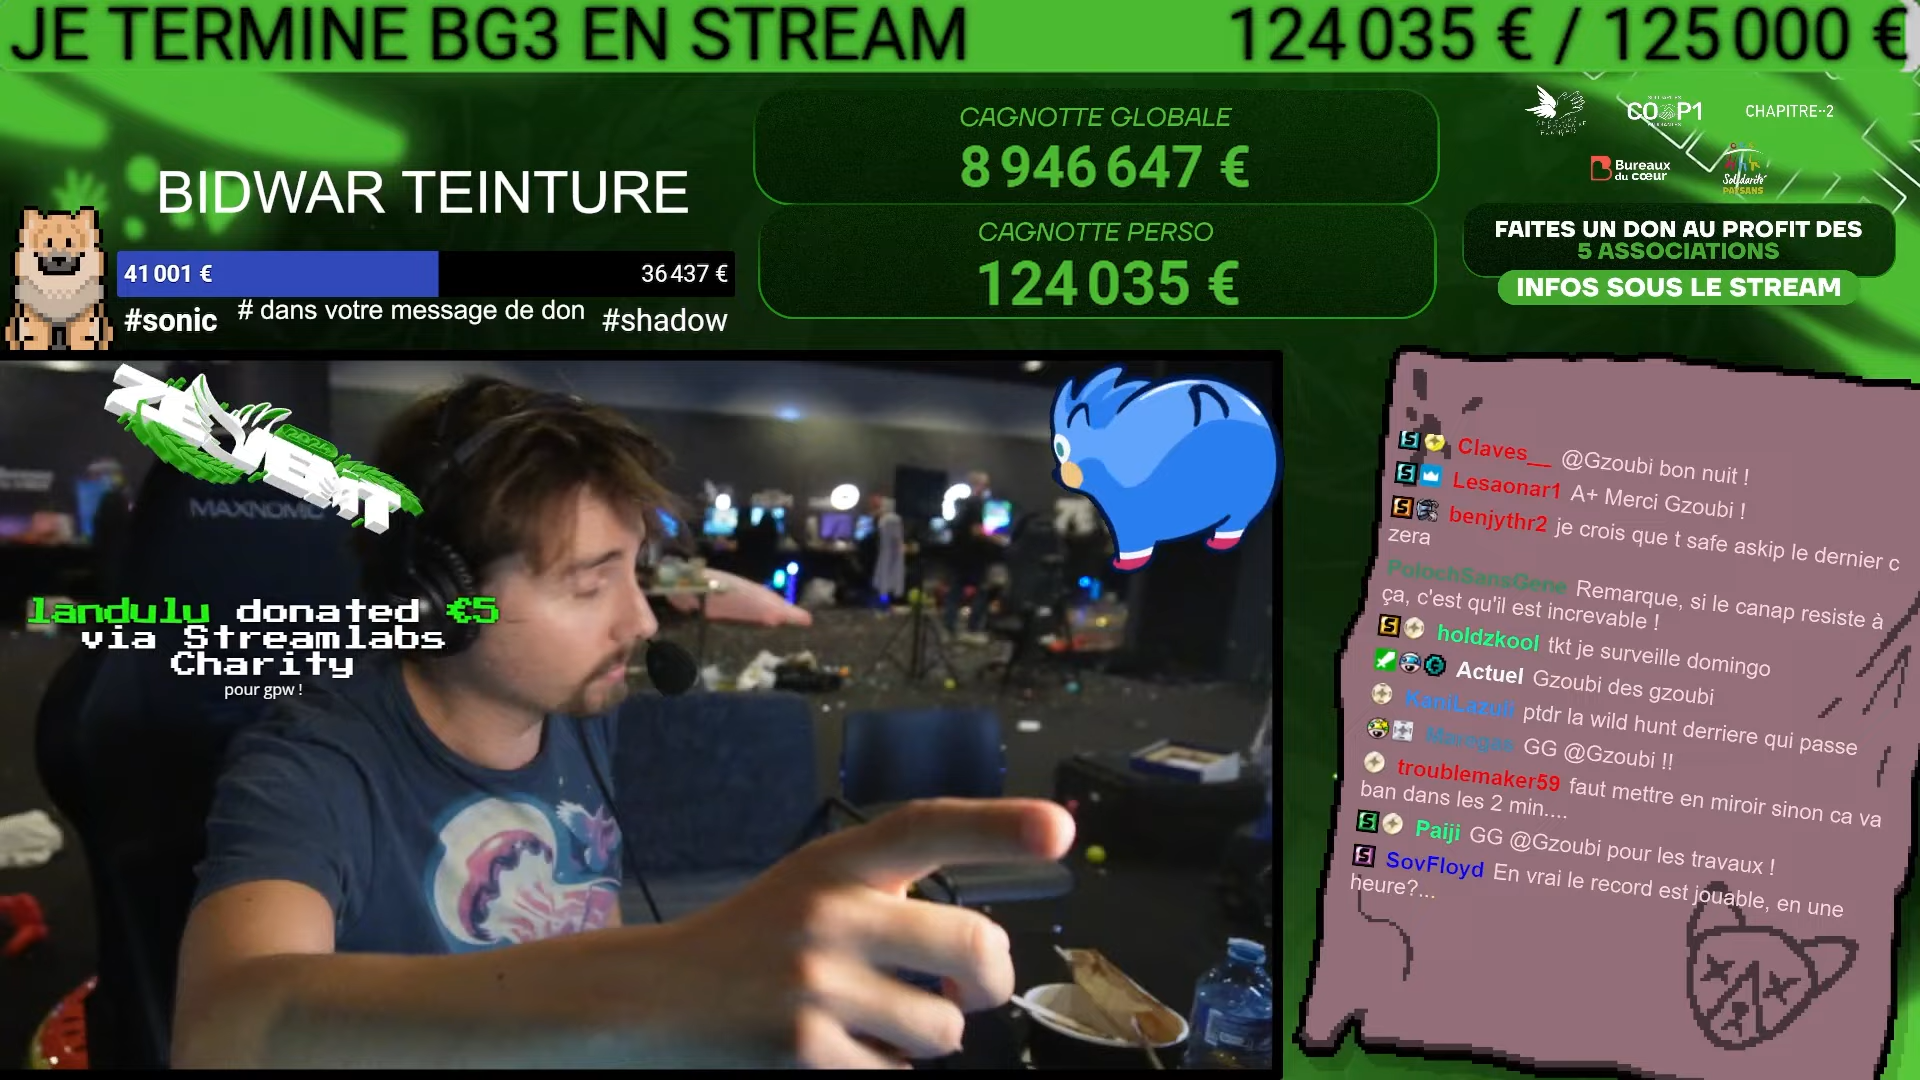 JE TERMINE BG3 EN STREAM
124 035 € / 125 000 €
BIDWAR TEINTURE
41 001 €
36 437 €
#sonic
# dans votre message de don
#shadow
CAGNOTTE GLOBALE
8 946 647 €
CAGNOTTE PERSO
124 035 €
CO P1
CHAPITRE··2
Bureaux
du cœur
Solidarité
PAYSANS
FAITES UN DON AU PROFIT DES
5 ASSOCIATIONS
INFOS SOUS LE STREAM
ZEVENT
2025
MAXNOMIC
landulu donated €5
via Streamlabs
Charity
pour gpw !
Claves__ @Gzoubi bon nuit !
Lesaonar1 A+ Merci Gzoubi !
benjythr2 je crois que t safe askip le dernier c
zera
PolochSansGene Remarque, si le canap resiste à
ça, c'est qu'il est increvable !
holdzkool tkt je surveille domingo
Actuel Gzoubi des gzoubi
KaniLazuli ptdr la wild hunt derriere qui passe
GG @Gzoubi !!
troublemaker59 faut mettre en miroir sinon ca va
ban dans les 2 min....
Paiji GG @Gzoubi pour les travaux !
SovFloyd En vrai le record est jouable, en une
heure?...